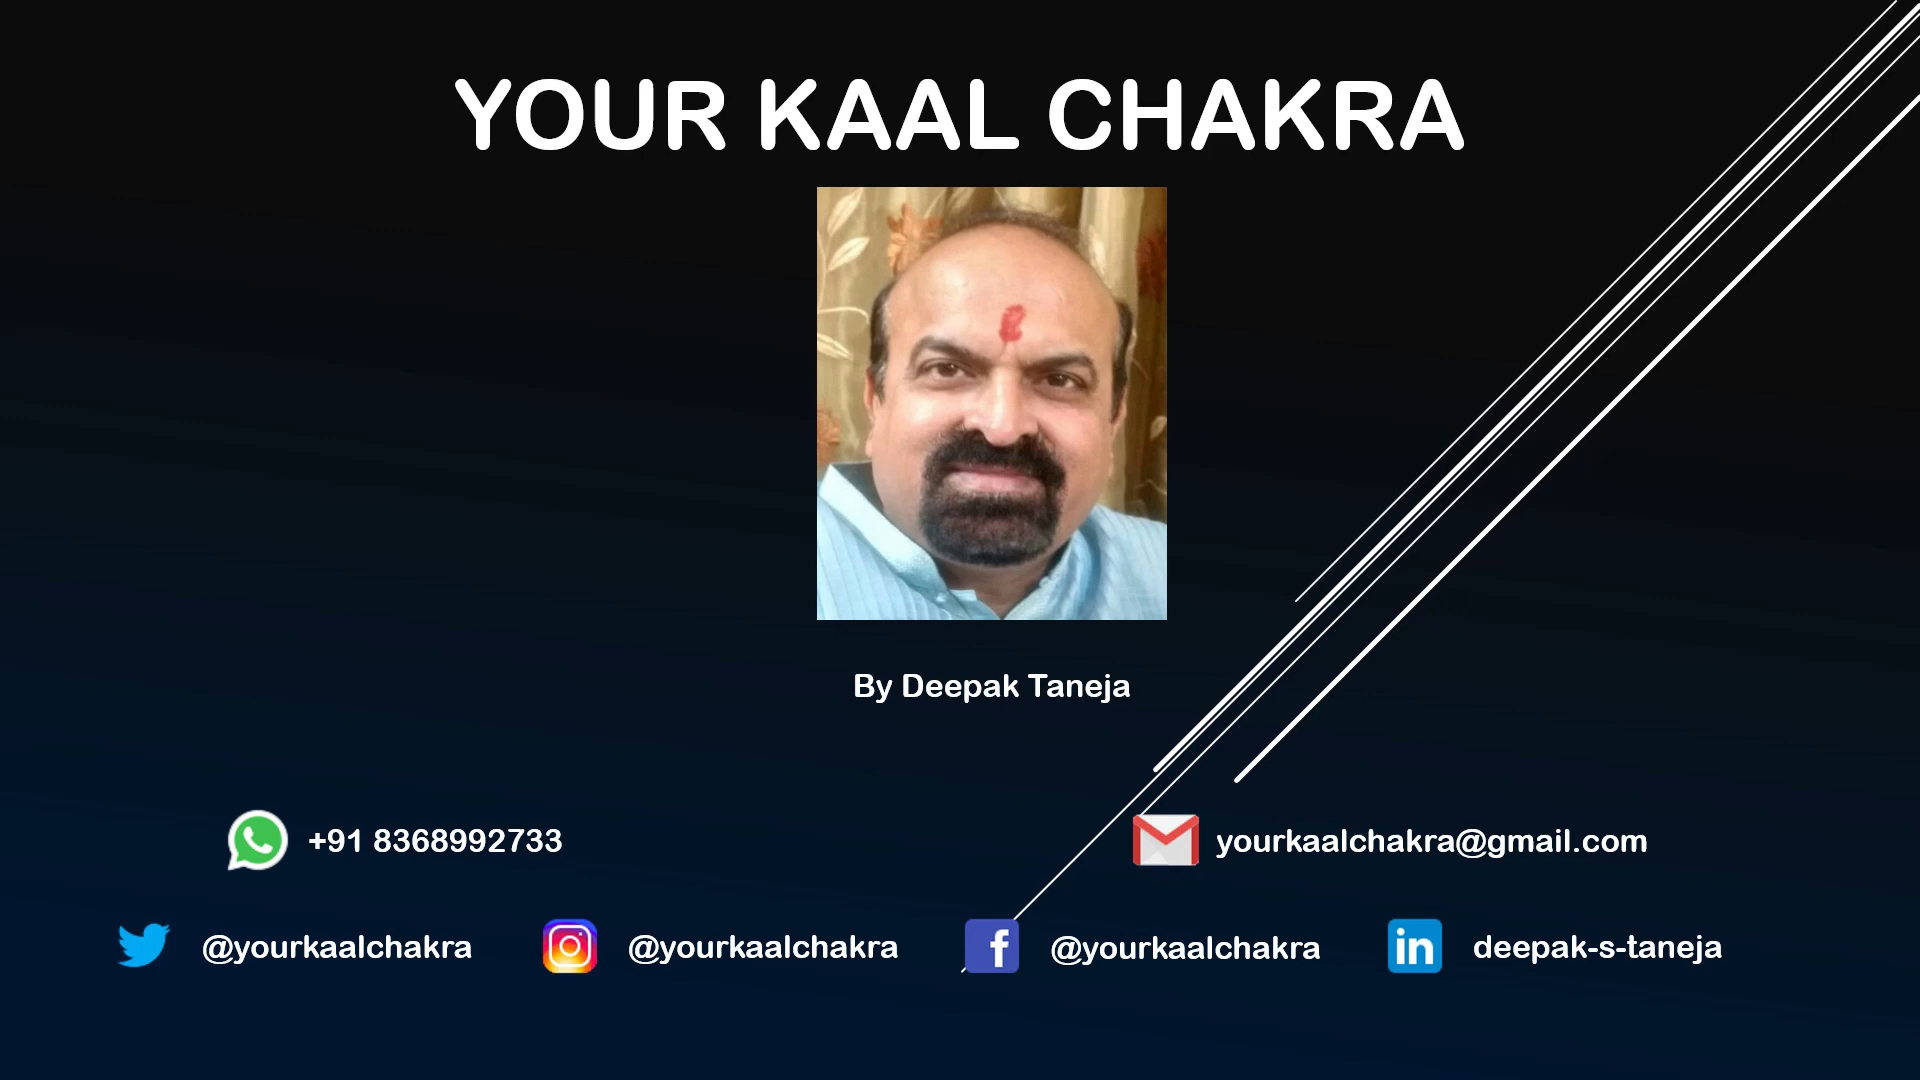 YOUR KAAL CHAKRA
By Deepak Taneja
+91 8368992733
yourkaalchakra@gmail.com
@yourkaalchakra
@yourkaalchakra
@yourkaalchakra
deepak-s-taneja